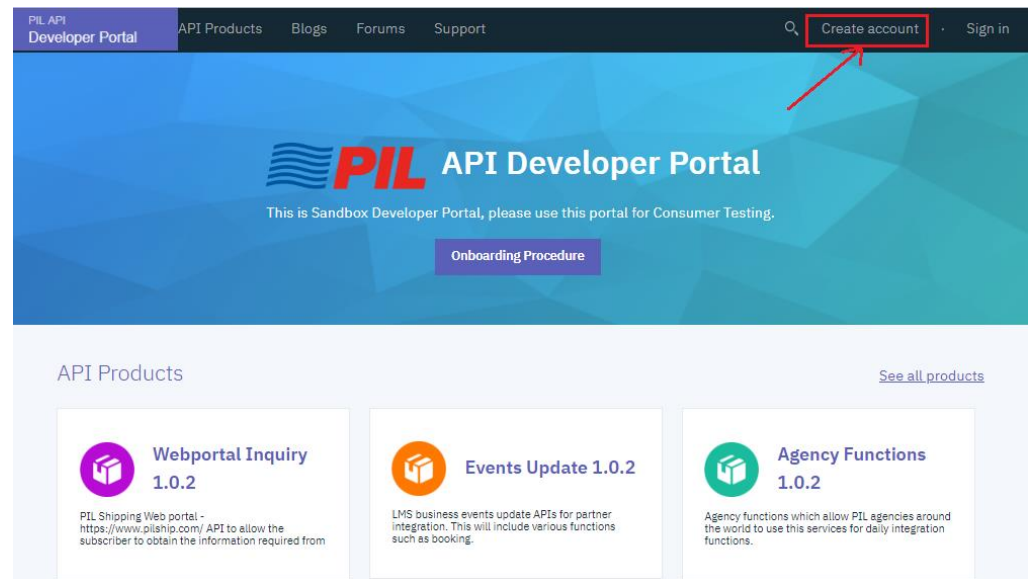 PIL API
Developer Portal
API Products
Blogs
Forums
Support
Create account
·
Sign in
PIL API Developer Portal
This is Sandbox Developer Portal, please use this portal for Consumer Testing.
Onboarding Procedure
API Products
See all products
Webportal Inquiry
1.0.2
PIL Shipping Web portal -
https://www.pilship.com/ API to allow the
subscriber to obtain the information required from
Events Update 1.0.2
LMS business events update APIs for partner
integration. This will include various functions
such as booking.
Agency Functions
1.0.2
Agency functions which allow PIL agencies around
the world to use this services for daily integration
functions.